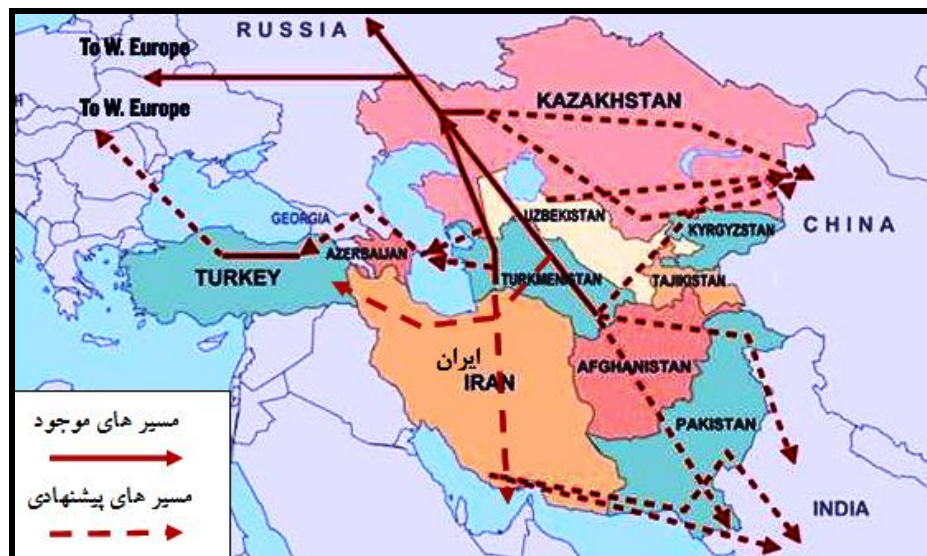 RUSSIA
To W. Europe
To W. Europe
KAZAKHSTAN
GEORGIA
UZBEKISTAN
KYRGYZSTAN
CHINA
AZERBAIJAN
TURKEY
TURKMENISTAN
TAJIKISTAN
ایران
IRAN
AFGHANISTAN
PAKISTAN
INDIA
مسیر های موجود
مسیر های پیشنهادی